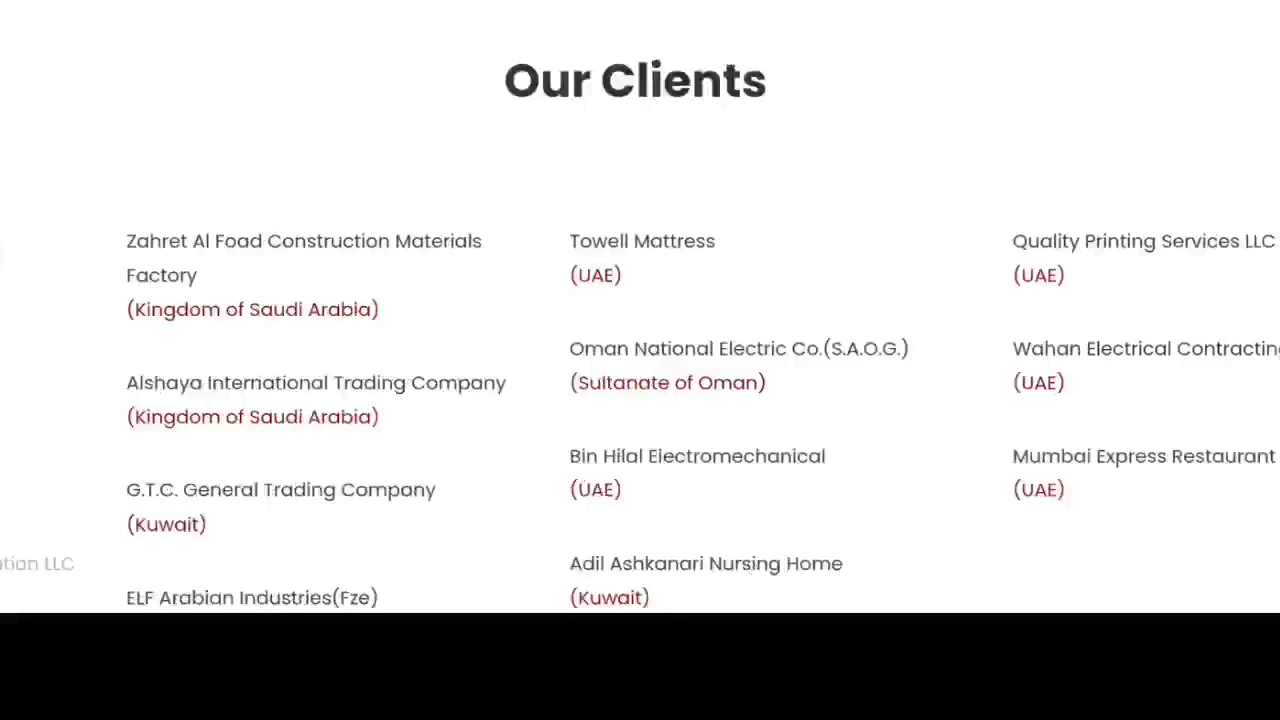 Our Clients
Zahret Al Foad Construction Materials
Factory
(Kingdom of Saudi Arabia)
Alshaya International Trading Company
(Kingdom of Saudi Arabia)
G.T.C. General Trading Company
(Kuwait)
ELF Arabian Industries(Fze)
Towell Mattress
(UAE)
Oman National Electric Co.(S.A.O.G.)
(Sultanate of Oman)
Bin Hilal Electromechanical
(UAE)
Adil Ashkanari Nursing Home
(Kuwait)
Quality Printing Services LLC
(UAE)
Wahan Electrical
(UAE)
Mumbai Express Restaurant
(UAE)
LLC